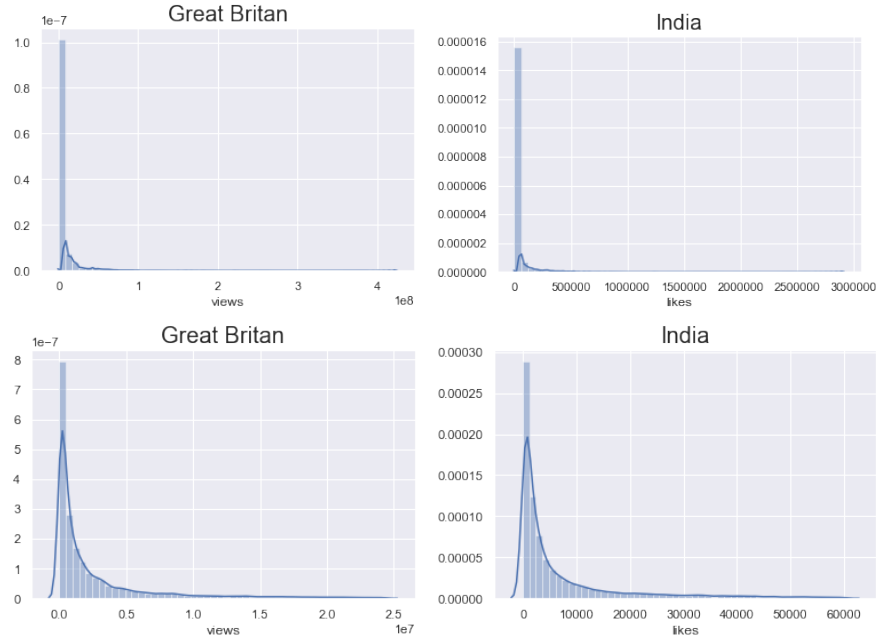 Great Britan
1e−7
1.0
0.8
0.6
0.4
0.2
0.0
0 1 2 3 4
1e8
views
India
0.000016
0.000014
0.000012
0.000010
0.000008
0.000006
0.000004
0.000002
0.000000
0 500000 1000000 1500000 2000000 2500000 3000000
likes
Great Britan
1e−7
8
7
6
5
4
3
2
1
0
0.0 0.5 1.0 1.5 2.0 2.5
1e7
views
India
0.00030
0.00025
0.00020
0.00015
0.00010
0.00005
0.00000
0 10000 20000 30000 40000 50000 60000
likes